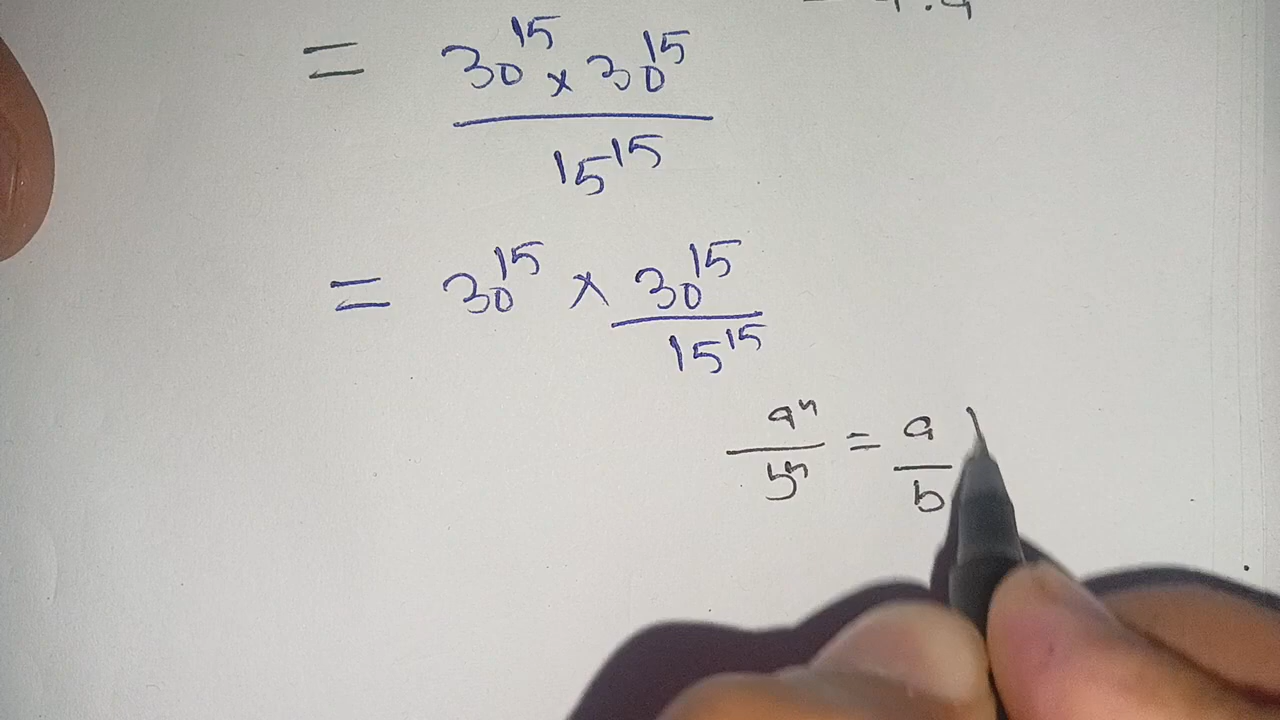 = 30^15 × 30^15 / 15^15
= 30^15 × 30^15 / 15^15
a^n / b^n = a / b